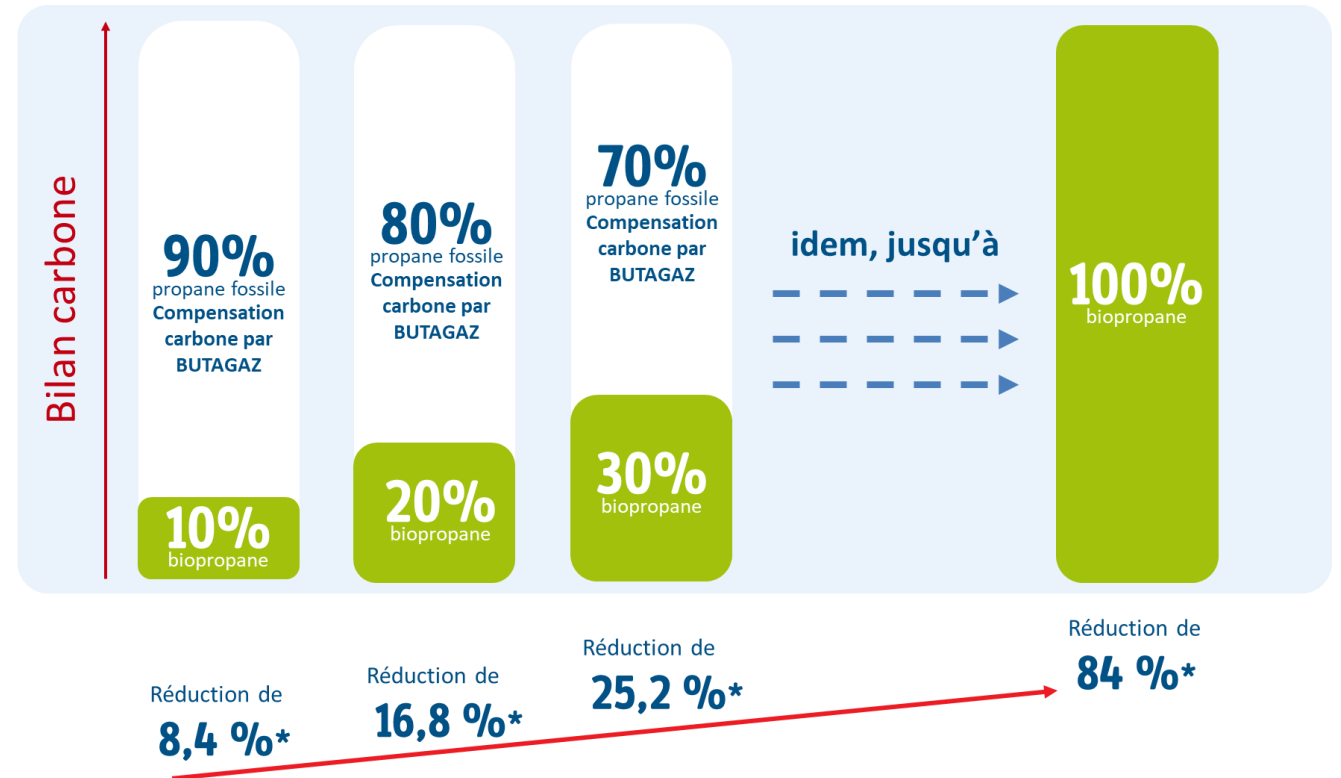 Bilan carbone
90%
propane fossile
Compensation
carbone par
BUTAGAZ
10%
biopropane
80%
propane fossile
Compensation
carbone par
BUTAGAZ
20%
biopropane
70%
propane fossile
Compensation
carbone par
BUTAGAZ
30%
biopropane
idem, jusqu’à
100%
biopropane
Réduction de
8,4 %*
Réduction de
16,8 %*
Réduction de
25,2 %*
Réduction de
84 %*